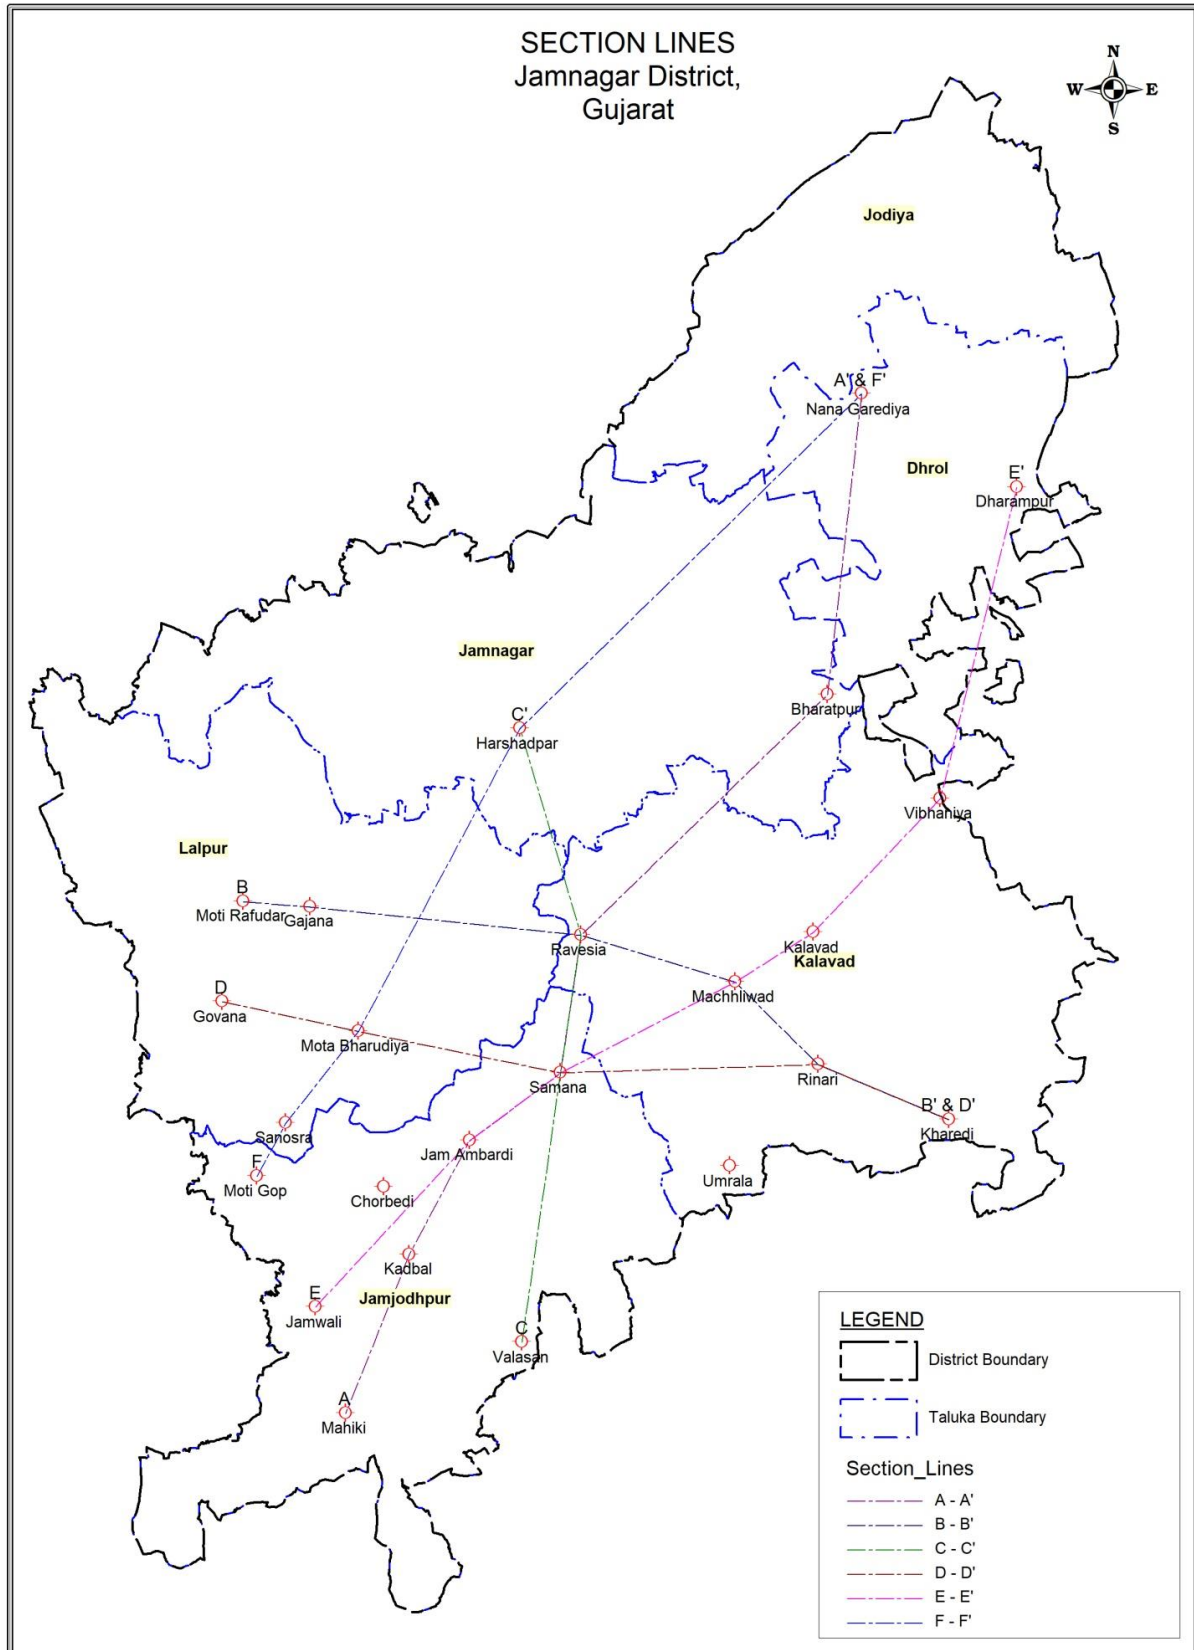 SECTION LINES
Jamnagar District,
Gujarat
N
W E
S
Jodiya
A' & F'
Nana Garediya
Dhrol
E'
Dharampur
Jamnagar
Bharatpur
C'
Harshadpar
Vibhaniya
Lalpur
B
Moti Rafudar
Gajana
Ravesia
Kalavad
Kalavad
D
Govana
Machhliwad
Mota Bharudiya
Samana
Rinari
B' & D'
Kharedi
Sanosra
Jam Ambardi
F
Moti Gop
Chorbedi
Umrala
Kadbal
E
Jamwali
Jamjodhpur
C
Valasan
A
Mahiki
LEGEND
District Boundary
Taluka Boundary
Section_Lines
A - A'
B - B'
C - C'
D - D'
E - E'
F - F'